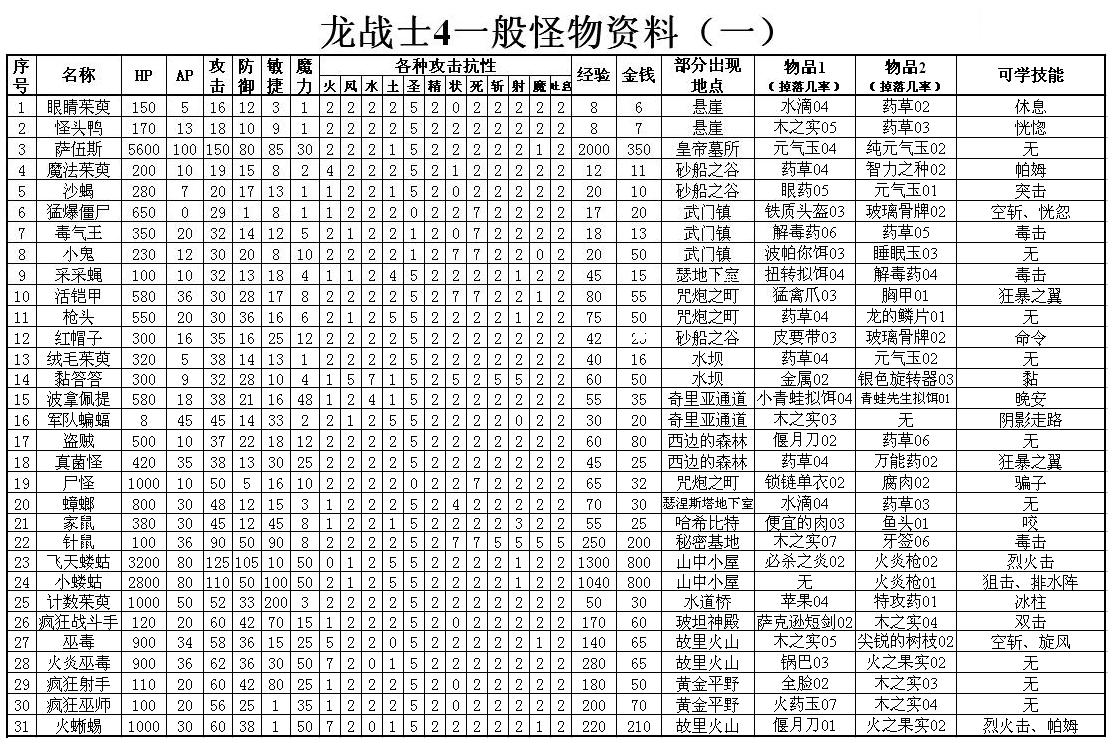 龙战士4一般怪物资料（一）
序号 名称 HP AP 攻击 防御 敏捷 魔力 各种攻击抗性 经验 金钱 部分出现地点 物品1（掉落几率） 物品2（掉落几率） 可学技能
火 风 水 土 圣 精 状 死 斩 射 魔 吐息
1 眼睛茱萸 150 5 16 12 3 1 2 2 2 2 5 2 0 2 2 2 2 2 8 6 悬崖 水滴04 药草02 休息
2 怪头鸭 170 13 18 10 9 1 2 2 2 2 5 2 2 2 2 2 2 2 8 7 悬崖 木之实05 药草03 恍惚
3 萨伍斯 5600 100 150 80 85 30 2 2 2 1 5 2 2 2 2 2 1 2 2000 350 皇帝墓所 元气玉04 纯元气玉02 无
4 魔法茱萸 200 10 19 15 8 2 4 2 2 2 5 2 1 2 2 2 2 2 12 11 砂船之谷 药草04 智力之种02 帕姆
5 沙蝎 280 7 20 17 13 1 1 2 2 1 5 2 0 2 2 2 2 2 20 10 砂船之谷 眼药05 元气玉01 突击
6 猛爆僵尸 650 0 29 1 8 1 1 2 2 2 0 2 2 7 2 2 2 2 17 20 武门镇 铁质头盔03 玻璃骨牌02 空斩、恍忽
7 毒气王 350 20 32 14 12 5 2 1 2 2 1 2 0 7 2 2 2 2 18 13 武门镇 解毒药06 药草05 毒击
8 小鬼 230 12 30 20 8 10 2 2 2 2 1 2 7 7 2 2 0 2 20 50 武门镇 波帕你饵03 睡眠玉03 无
9 采采蝇 100 10 32 13 18 4 1 1 2 4 5 2 2 2 2 1 2 2 45 15 瑟地下室 扭转拟饵04 解毒药04 毒击
10 活铠甲 580 36 30 28 17 8 2 2 2 2 5 2 7 7 2 2 1 2 80 55 咒炮之町 猛禽爪03 胸甲01 狂暴之翼
11 枪头 550 20 30 36 16 6 2 1 2 5 5 2 2 2 2 1 2 2 75 50 咒炮之町 药草04 龙的鳞片01 无
12 红帽子 300 16 35 16 25 12 2 2 2 2 5 2 2 2 2 2 2 2 42 砂船之谷 皮要带03 玻璃骨牌02 命令
13 绒毛茱萸 320 5 38 14 13 1 2 2 2 2 5 2 2 2 2 2 2 2 40 16 水坝 药草04 元气玉02 无
14 黏答答 300 9 32 28 10 4 1 5 7 1 5 2 5 2 5 5 2 2 60 50 水坝 金属02 银色旋转器03 黏
15 波拿佩提 580 18 38 21 16 48 1 2 4 1 5 2 2 2 2 2 2 2 55 35 奇里亚通道 小青蛙拟饵04 青蛙先生拟饵01 晚安
16 军队蝙蝠 8 45 45 14 33 2 2 1 2 5 5 2 2 2 2 0 2 2 30 20 奇里亚通道 木之实03 无 阴影走路
17 盗贼 500 10 37 22 18 12 2 2 2 2 5 2 2 2 2 2 2 2 60 80 西边的森林 偃月刀02 药草06 无
18 真菌怪 420 35 38 13 30 25 2 2 2 2 5 2 2 2 2 2 2 2 45 25 西边的森林 药草04 万能药02 狂暴之翼
19 尸怪 1000 10 50 5 16 10 2 2 2 2 0 2 2 7 2 2 2 2 65 32 咒炮之町 锁链单衣02 腐肉02 骗子
20 蟑螂 800 30 48 12 15 3 1 2 2 2 5 2 4 2 2 2 2 2 70 30 瑟涅斯塔地下室 水滴04 药草03 无
21 家鼠 380 30 45 12 45 8 1 2 2 1 5 2 2 2 2 3 2 2 55 25 哈希比特 便宜的肉03 鱼头01 咬
22 针鼠 100 36 90 50 90 8 2 2 2 2 5 2 7 7 5 5 5 5 250 200 秘密基地 木之实07 牙签06 毒击
23 飞天蝼蛄 3200 80 125 105 10 50 0 1 2 5 5 2 2 2 2 1 2 2 1300 800 山中小屋 必杀之炎02 火炎枪02 烈火击
24 小蝼蛄 2800 80 110 50 100 50 2 1 2 5 5 2 2 2 2 1 2 2 1040 800 山中小屋 无 火炎枪01 狙击、排水阵
25 计数茱萸 1000 50 52 33 200 3 2 2 2 2 5 2 2 2 2 2 2 2 50 30 水道桥 苹果04 特攻药01 冰柱
26 疯狂战斗手 120 20 60 42 70 15 1 2 2 2 5 2 0 2 2 2 2 2 170 60 玻坦神殿 萨克逊短剑02 木之实04 双击
27 巫毒 900 34 58 36 15 25 5 2 2 0 5 2 2 2 2 2 1 2 140 65 故里火山 木之实05 尖锐的树枝02 空斩、旋风
28 火炎巫毒 900 36 62 36 30 50 7 2 0 1 5 2 2 2 2 2 2 2 280 65 故里火山 锅巴03 火之果实02 无
29 疯狂射手 110 20 60 42 80 25 1 2 2 2 5 2 0 2 2 2 2 2 180 50 黄金平野 全脸02 木之实03 无
30 疯狂巫师 100 20 56 25 1 35 1 2 2 2 5 2 0 2 2 2 2 2 200 70 黄金平野 火药玉07 木之实04 无
31 火蜥蜴 1000 30 60 38 1 50 7 2 0 1 5 2 2 2 2 2 1 2 220 210 故里火山 偃月刀01 火之果实02 烈火击、帕姆